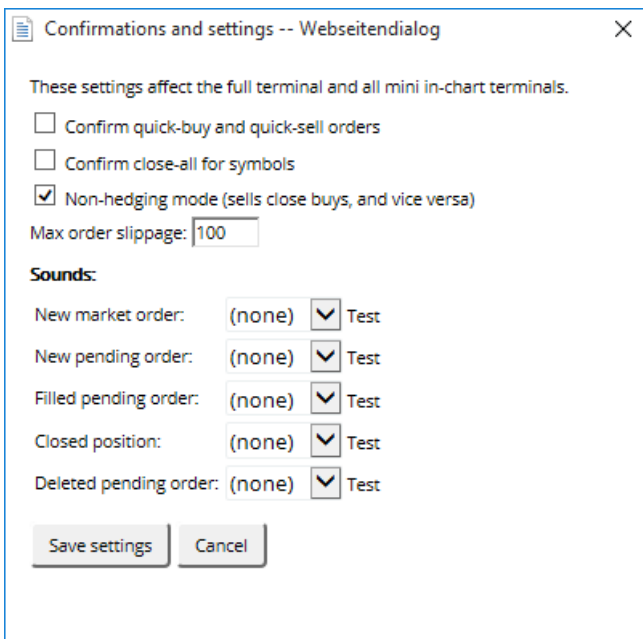 Confirmations and settings -- Webseitendialog
These settings affect the full terminal and all mini in-chart terminals.
Confirm quick-buy and quick-sell orders
Confirm close-all for symbols
Non-hedging mode (sells close buys, and vice versa)
Max order slippage: 100
Sounds:
New market order: (none) Test
New pending order: (none) Test
Filled pending order: (none) Test
Closed position: (none) Test
Deleted pending order: (none) Test
Save settings Cancel